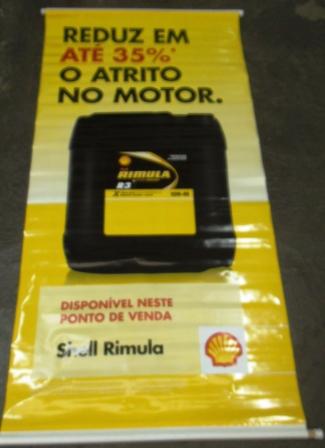 REDUZ EM
ATÉ 35%*
O ATRITO
NO MOTOR.
RIMULA
R3
DISPONÍVEL NESTE
PONTO DE VENDA
Shell Rimula